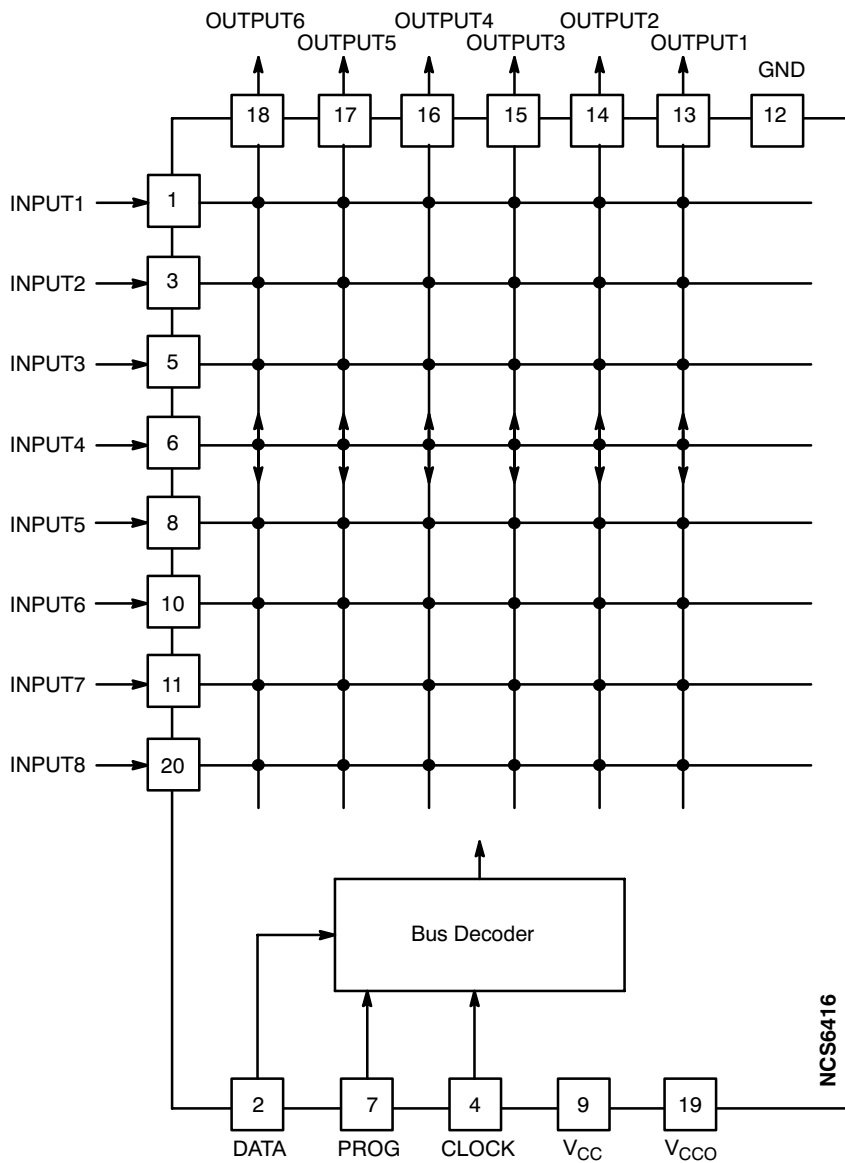 OUTPUT6
OUTPUT5
OUTPUT4
OUTPUT3
OUTPUT2
OUTPUT1
GND
18
17
16
15
14
13
12
INPUT1
1
INPUT2
3
INPUT3
5
INPUT4
6
INPUT5
8
INPUT6
10
INPUT7
11
INPUT8
20
Bus Decoder
NCS6416
2
7
4
9
19
DATA
PROG
CLOCK
VCC
VCCO